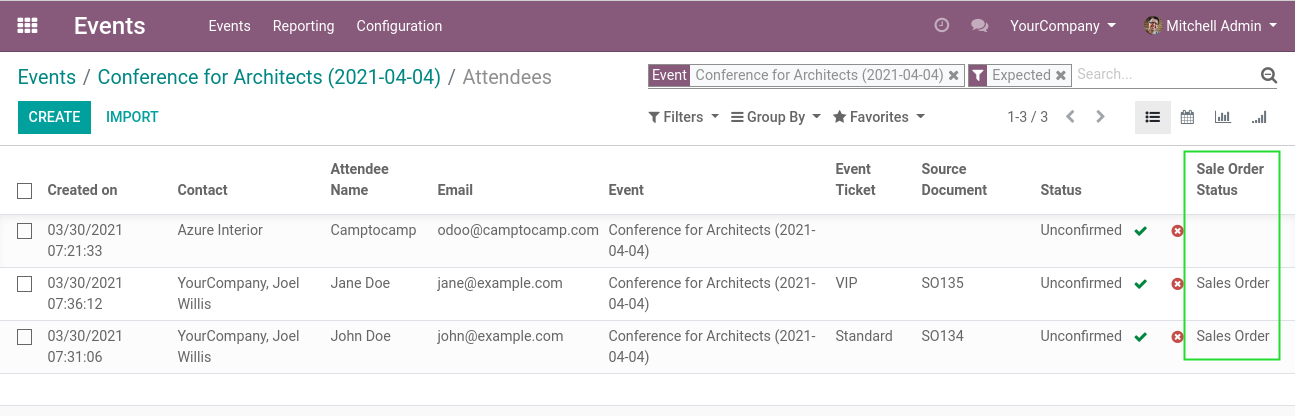 Events Events Reporting Configuration YourCompany Mitchell Admin
Events / Conference for Architects (2021-04-04) / Attendees Event Conference for Architects (2021-04-04) Expected Search...
CREATE IMPORT Filters Group By Favorites 1-3 / 3
Created on Contact Attendee Name Email Event Event Ticket Source Document Status Sale Order Status
03/30/2021 Azure Interior Camptocamp odoo@camptocamp.com Conference for Architects (2021- Unconfirmed
07:21:33 04-04)
03/30/2021 YourCompany, Joel Jane Doe jane@example.com Conference for Architects (2021- VIP SO135 Unconfirmed Sales Order
07:36:12 Willis 04-04)
03/30/2021 YourCompany, Joel John Doe john@example.com Conference for Architects (2021- Standard SO134 Unconfirmed Sales Order
07:31:06 Willis 04-04)